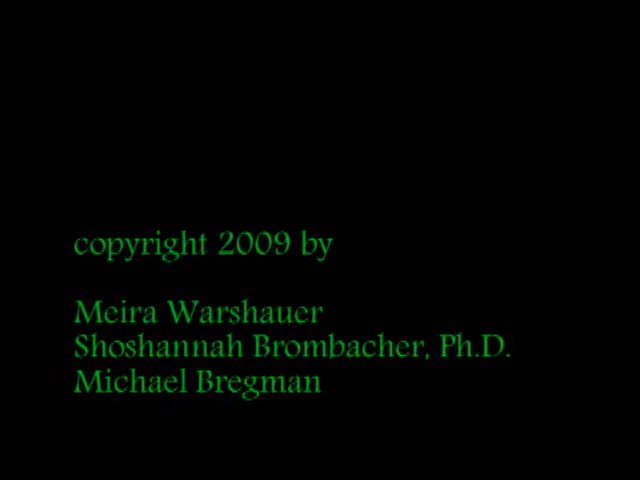 copyright 2009 by
Meira Warshauer
Shoshannah Brombacher, Ph.D.
Michael Bregman